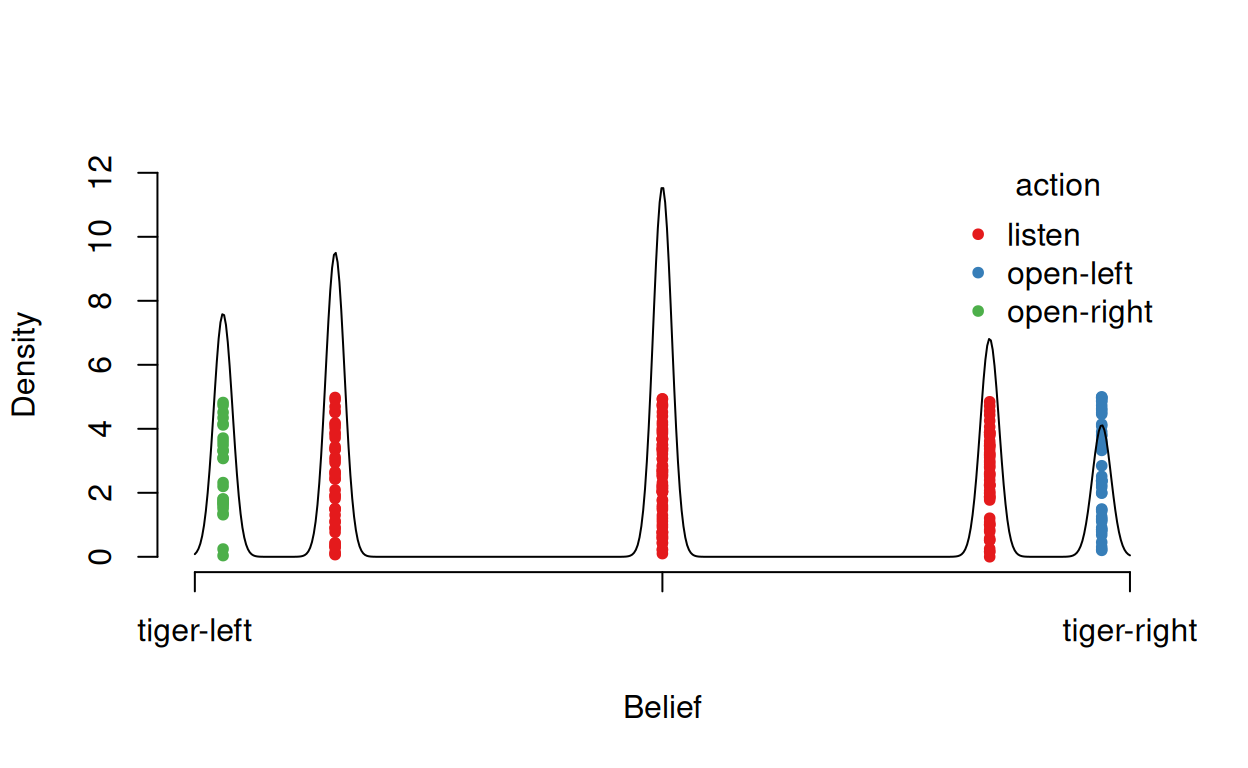 12
10
8
6
4
2
0
Density
action
listen
open-left
open-right
tiger-left
tiger-right
Belief